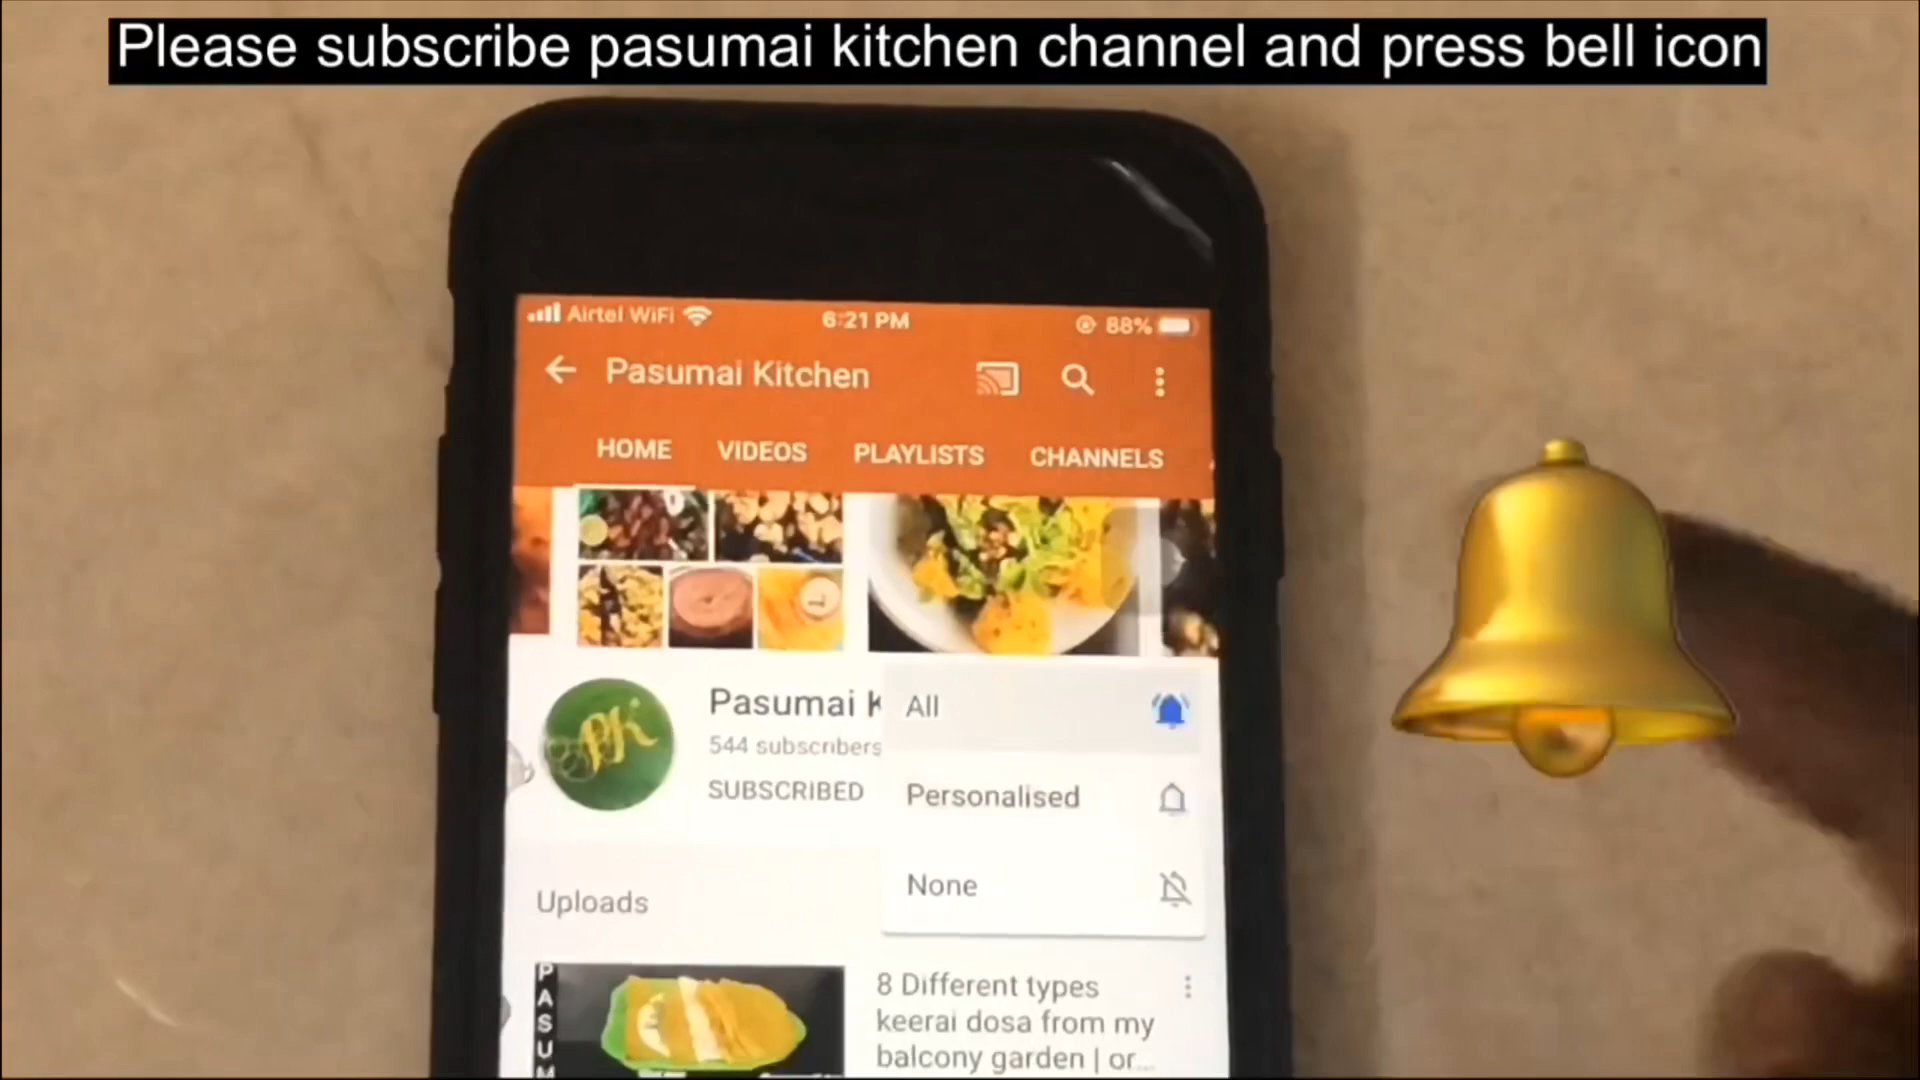 Please subscribe pasumai kitchen channel and press bell icon
Airtel WiFi 6:21 PM 88%
Pasumai Kitchen
HOME VIDEOS PLAYLISTS CHANNELS
PK
Pasumai K
544 subscribers
SUBSCRIBED
All
Personalised
None
Uploads
P
A
S
U
M
8 Different types
keerai dosa from my
balcony garden | or...